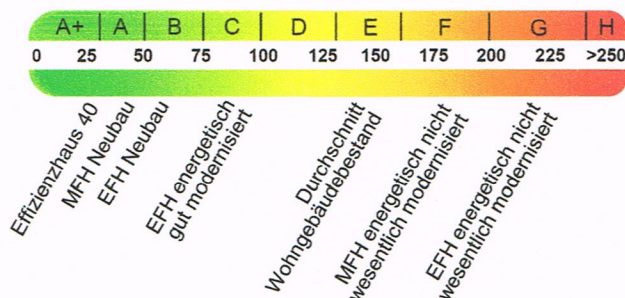 A+ A B C D E F G H
0 25 50 75 100 125 150 175 200 225 >250
Effizienzhaus 40
MFH Neubau
EFH Neubau
EFH energetisch
gut modernisiert
Durchschnitt
Wohngebäudebestand
MFH energetisch nicht
wesentlich modernisiert
EFH energetisch nicht
wesentlich modernisiert